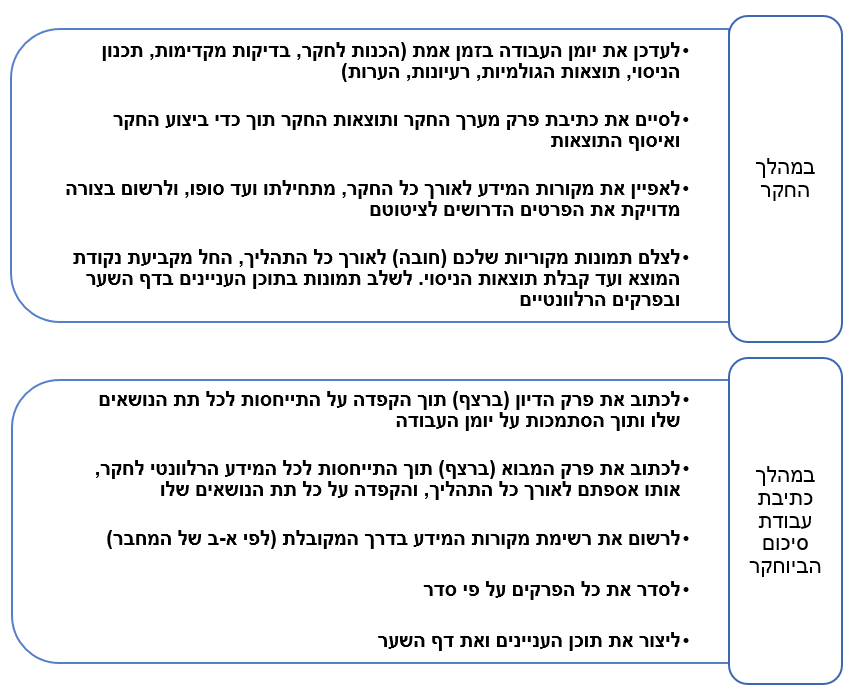 במהלך
החקר
•לעדכן את יומן העבודה בזמן אמת (הכנות לחקר, בדיקות מקדימות, תכנון
הניסוי, תוצאות הגולמיות, רעיונות, הערות)
•לסיים את כתיבת פרק מערך החקר ותוצאות החקר תוך כדי ביצוע החקר
ואיסוף התוצאות
•לאפיין את מקורות המידע לאורך כל החקר, מתחילתו ועד סופו, ולרשום בצורה
מדויקת את הפרטים הדרושים לציטוטם
•לצלם תמונות מקוריות שלכם (חובה) לאורך כל התהליך, החל מקביעת נקודת
המוצא ועד קבלת תוצאות הניסוי. לשלב תמונות בתוכן העניינים בדף השער
ובפרקים הרלוונטיים
במהלך
כתיבת
עבודת
סיכום
הביוחקר
•לכתוב את פרק הדיון (ברצף) תוך הקפדה על התייחסות לכל תת הנושאים
שלו ותוך הסתמכות על יומן העבודה
•לכתוב את פרק המבוא (ברצף) תוך התייחסות לכל המידע הרלוונטי לחקר,
אותו אספתם לאורך כל התהליך, והקפדה על כל תת הנושאים שלו
•לרשום את רשימת מקורות המידע בדרך המקובלת (לפי א-ב של המחבר)
•לסדר את כל הפרקים על פי סדר
•ליצור את תוכן העניינים ואת דף השער